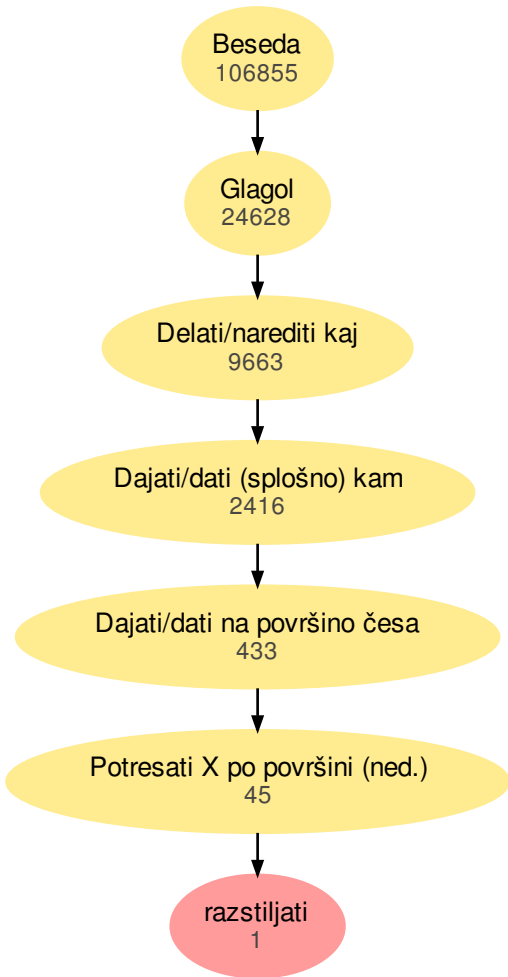 Beseda
106855
Glagol
24628
Delati/narediti kaj
9663
Dajati/dati (splošno) kam
2416
Dajati/dati na površino česa
433
Potresati X po površini (ned.)
45
razstiljati
1